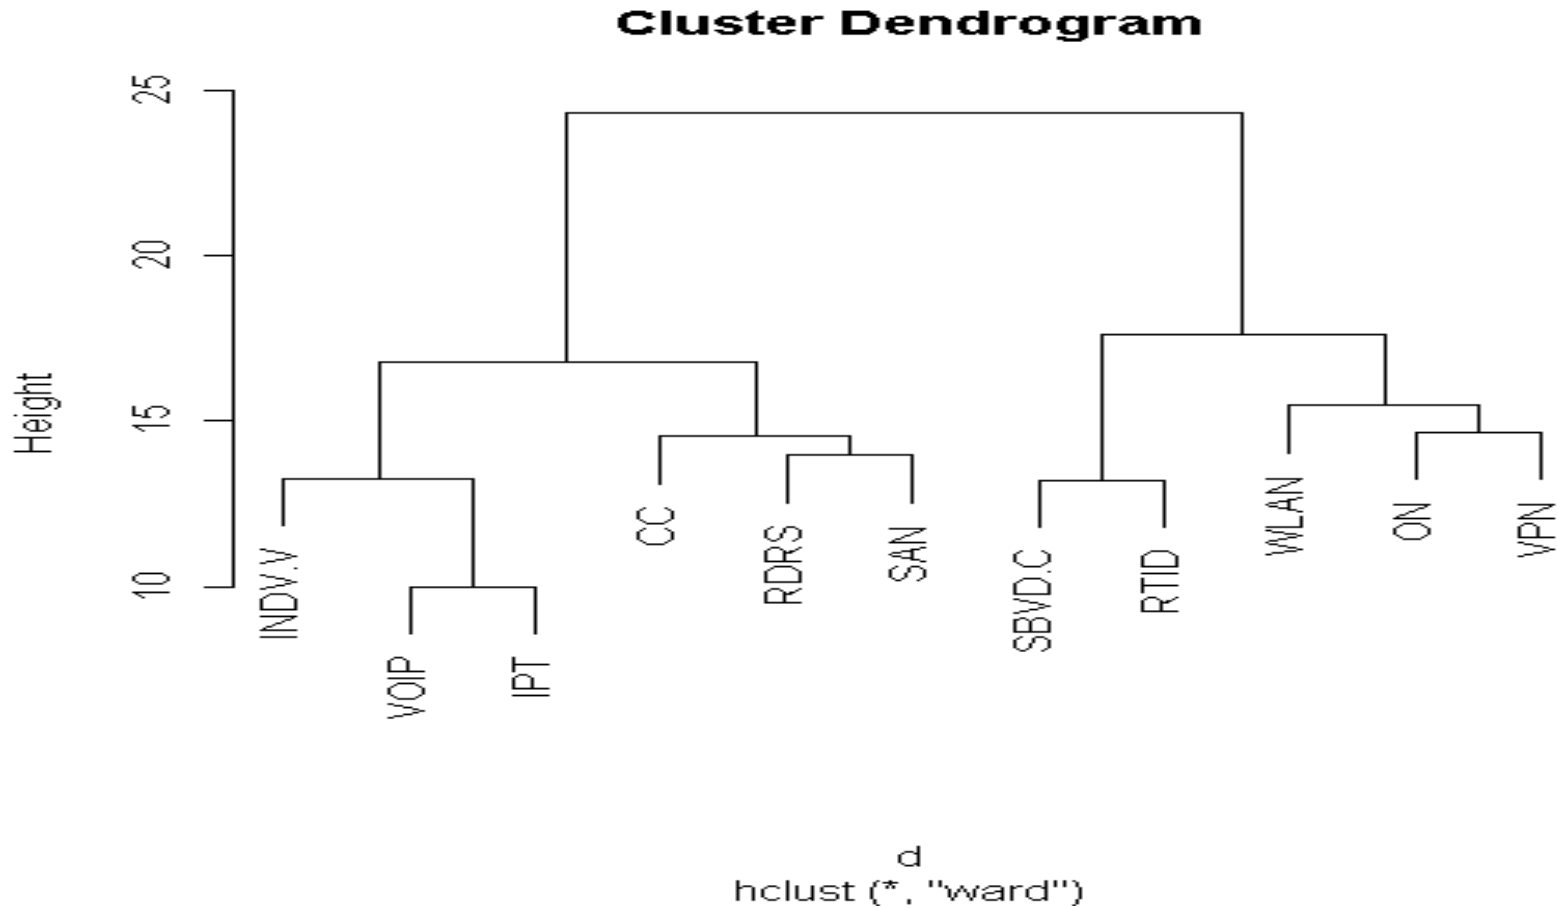 Cluster Dendrogram
Height
25
20
15
10
INDV.V
VOIP
IPT
CC
RDRS
SAN
SBVD.C
RTID
WLAN
ON
VPN
d
hclust (*, "ward")